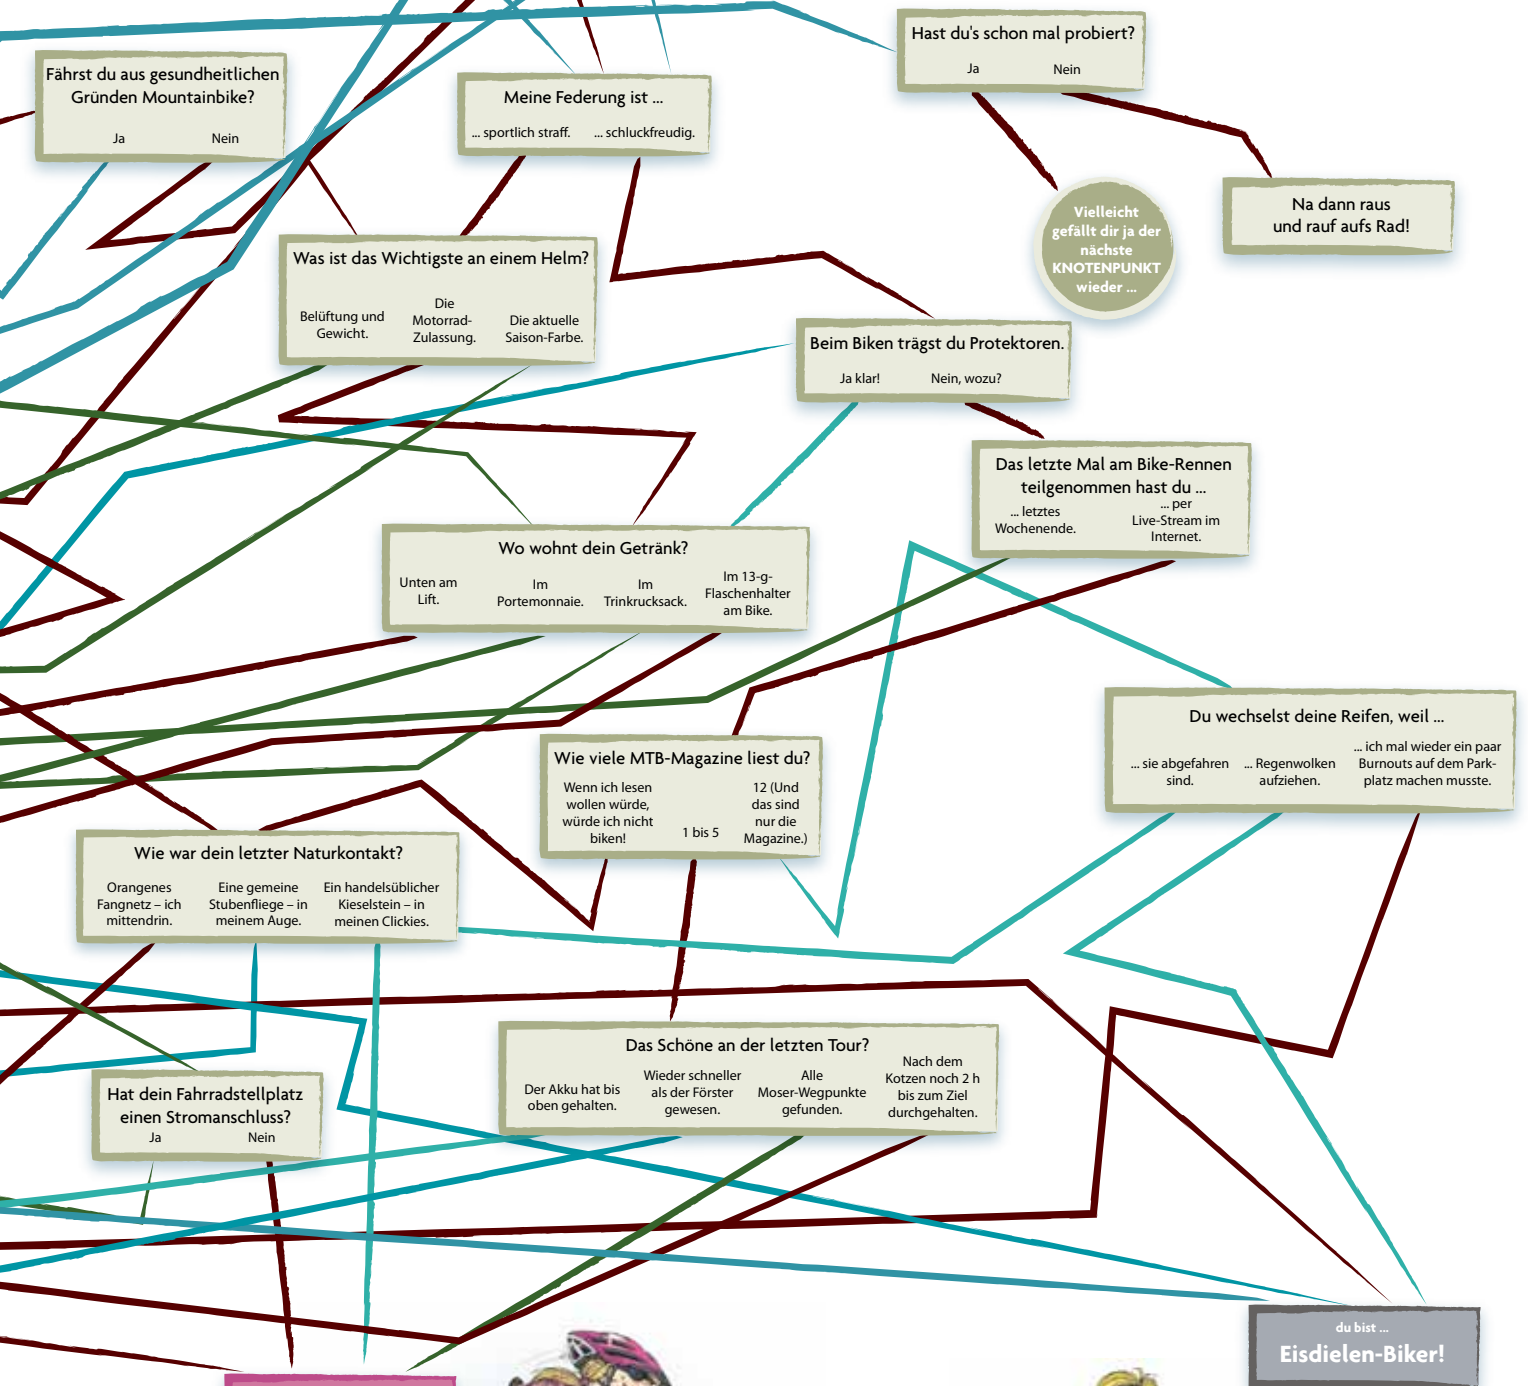 Hast du's schon mal probiert?
Ja Nein
Fährst du aus gesundheitlichen
Gründen Mountainbike?
Ja Nein
Meine Federung ist ...
... sportlich straff. ... schluckfreudig.
Vielleicht
gefällt dir ja der
nächste
KNOTENPUNKT
wieder ...
Na dann raus
und rauf aufs Rad!
Was ist das Wichtigste an einem Helm?
Belüftung und
Gewicht.
Die
Motorrad-
Zulassung.
Die aktuelle
Saison-Farbe.
Beim Biken trägst du Protektoren.
Ja klar! Nein, wozu?
Das letzte Mal am Bike-Rennen
teilgenommen hast du ...
... letztes
Wochenende.
... per
Live-Stream im
Internet.
Wo wohnt dein Getränk?
Unten am
Lift.
Im
Portemonnaie.
Im
Trinkrucksack.
Im 13-g-
Flaschenhalter
am Bike.
Du wechselst deine Reifen, weil ...
... sie abgefahren
sind.
... Regenwolken
aufziehen.
... ich mal wieder ein paar
Burnouts auf dem Park-
platz machen musste.
Wie viele MTB-Magazine liest du?
Wenn ich lesen
wollen würde,
würde ich nicht
biken!
1 bis 5
12 (Und
das sind
nur die
Magazine.)
Wie war dein letzter Naturkontakt?
Orangenes
Fangnetz – ich
mittendrin.
Eine gemeine
Stubenfliege – in
meinem Auge.
Ein handelsüblicher
Kieselstein – in
meinen Clickies.
Das Schöne an der letzten Tour?
Der Akku hat bis
oben gehalten.
Wieder schneller
als der Förster
gewesen.
Alle
Moser-Wegpunkte
gefunden.
Nach dem
Kotzen noch 2 h
bis zum Ziel
durchgehalten.
Hat dein Fahrradstellplatz
einen Stromanschluss?
Ja Nein
du bist ...
Eisdielen-Biker!